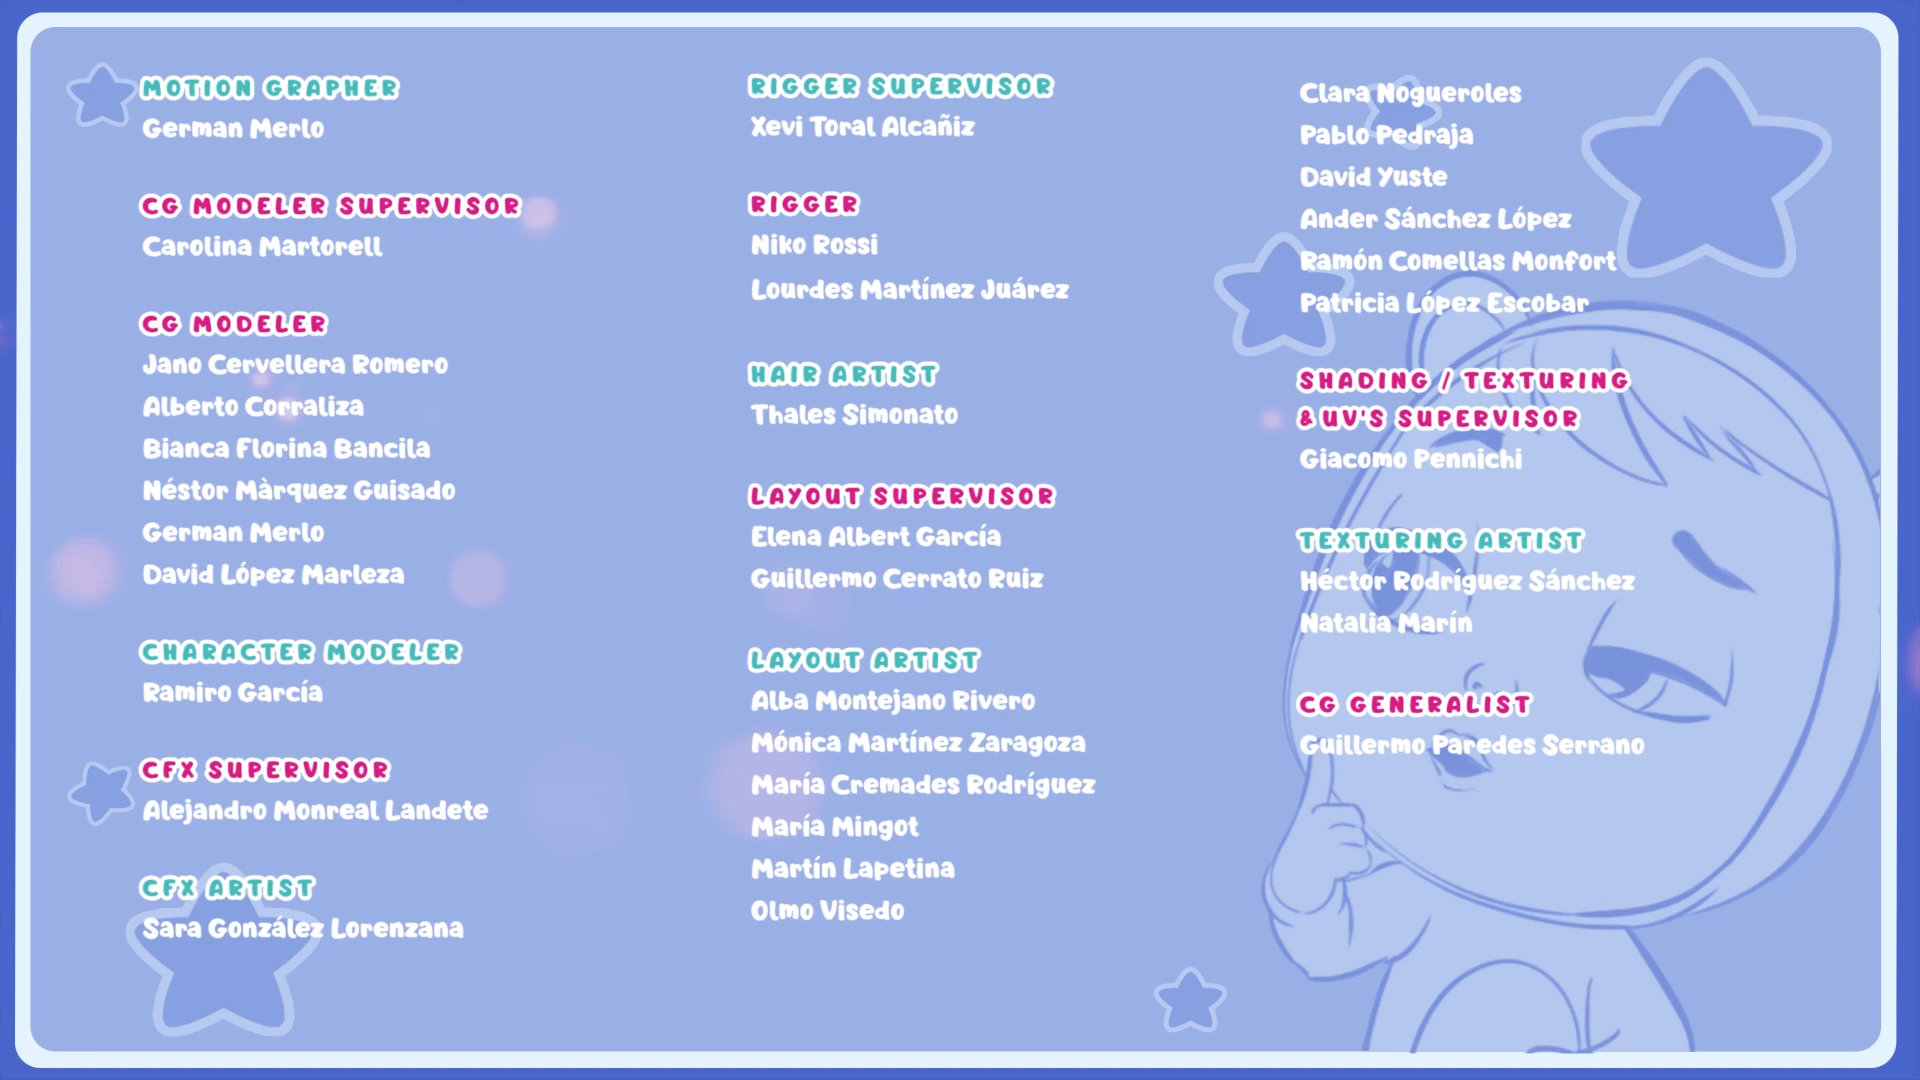 MOTION GRAPHER
German Merlo
CG MODELER SUPERVISOR
Carolina Martorell
CG MODELER
Jano Cervellera Romero
Alberto Corraliza
Bianca Florina Bancila
Néstor Màrquez Guisado
German Merlo
David López Marleza
CHARACTER MODELER
Ramiro García
CFX SUPERVISOR
Alejandro Monreal Landete
CFX ARTIST
Sara González Lorenzana
RIGGER SUPERVISOR
Xevi Toral Alcañiz
RIGGER
Niko Rossi
Lourdes Martínez Juárez
HAIR ARTIST
Thales Simonato
LAYOUT SUPERVISOR
Elena Albert García
Guillermo Cerrato Ruiz
LAYOUT ARTIST
Alba Montejano Rivero
Mónica Martínez Zaragoza
María Cremades Rodríguez
María Mingot
Martín Lapetina
Olmo Visedo
Clara Nogueroles
Pablo Pedraja
David Yuste
Ander Sánchez López
Ramón Comellas Monfort
Patricia López Escobar
SHADING / TEXTURING
& UV'S SUPERVISOR
Giacomo Pennichi
TEXTURING ARTIST
Héctor Rodríguez Sánchez
Natalia Marín
CG GENERALIST
Guillermo Paredes Serrano